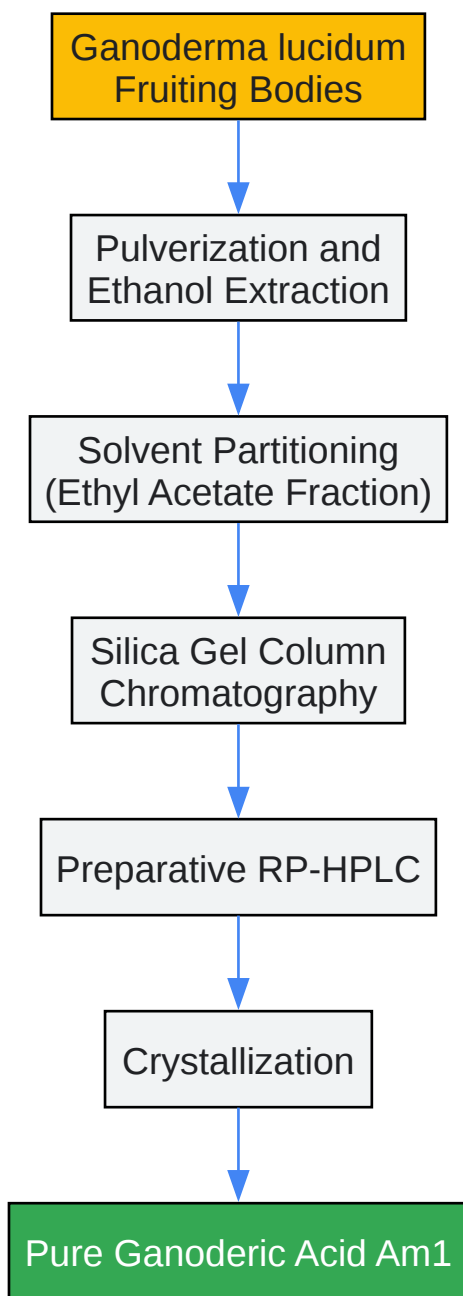 Ganoderma lucidum
Fruiting Bodies
Pulverization and
Ethanol Extraction
Solvent Partitioning
(Ethyl Acetate Fraction)
Silica Gel Column
Chromatography
Preparative RP-HPLC
Crystallization
Pure Ganoderic Acid Am1